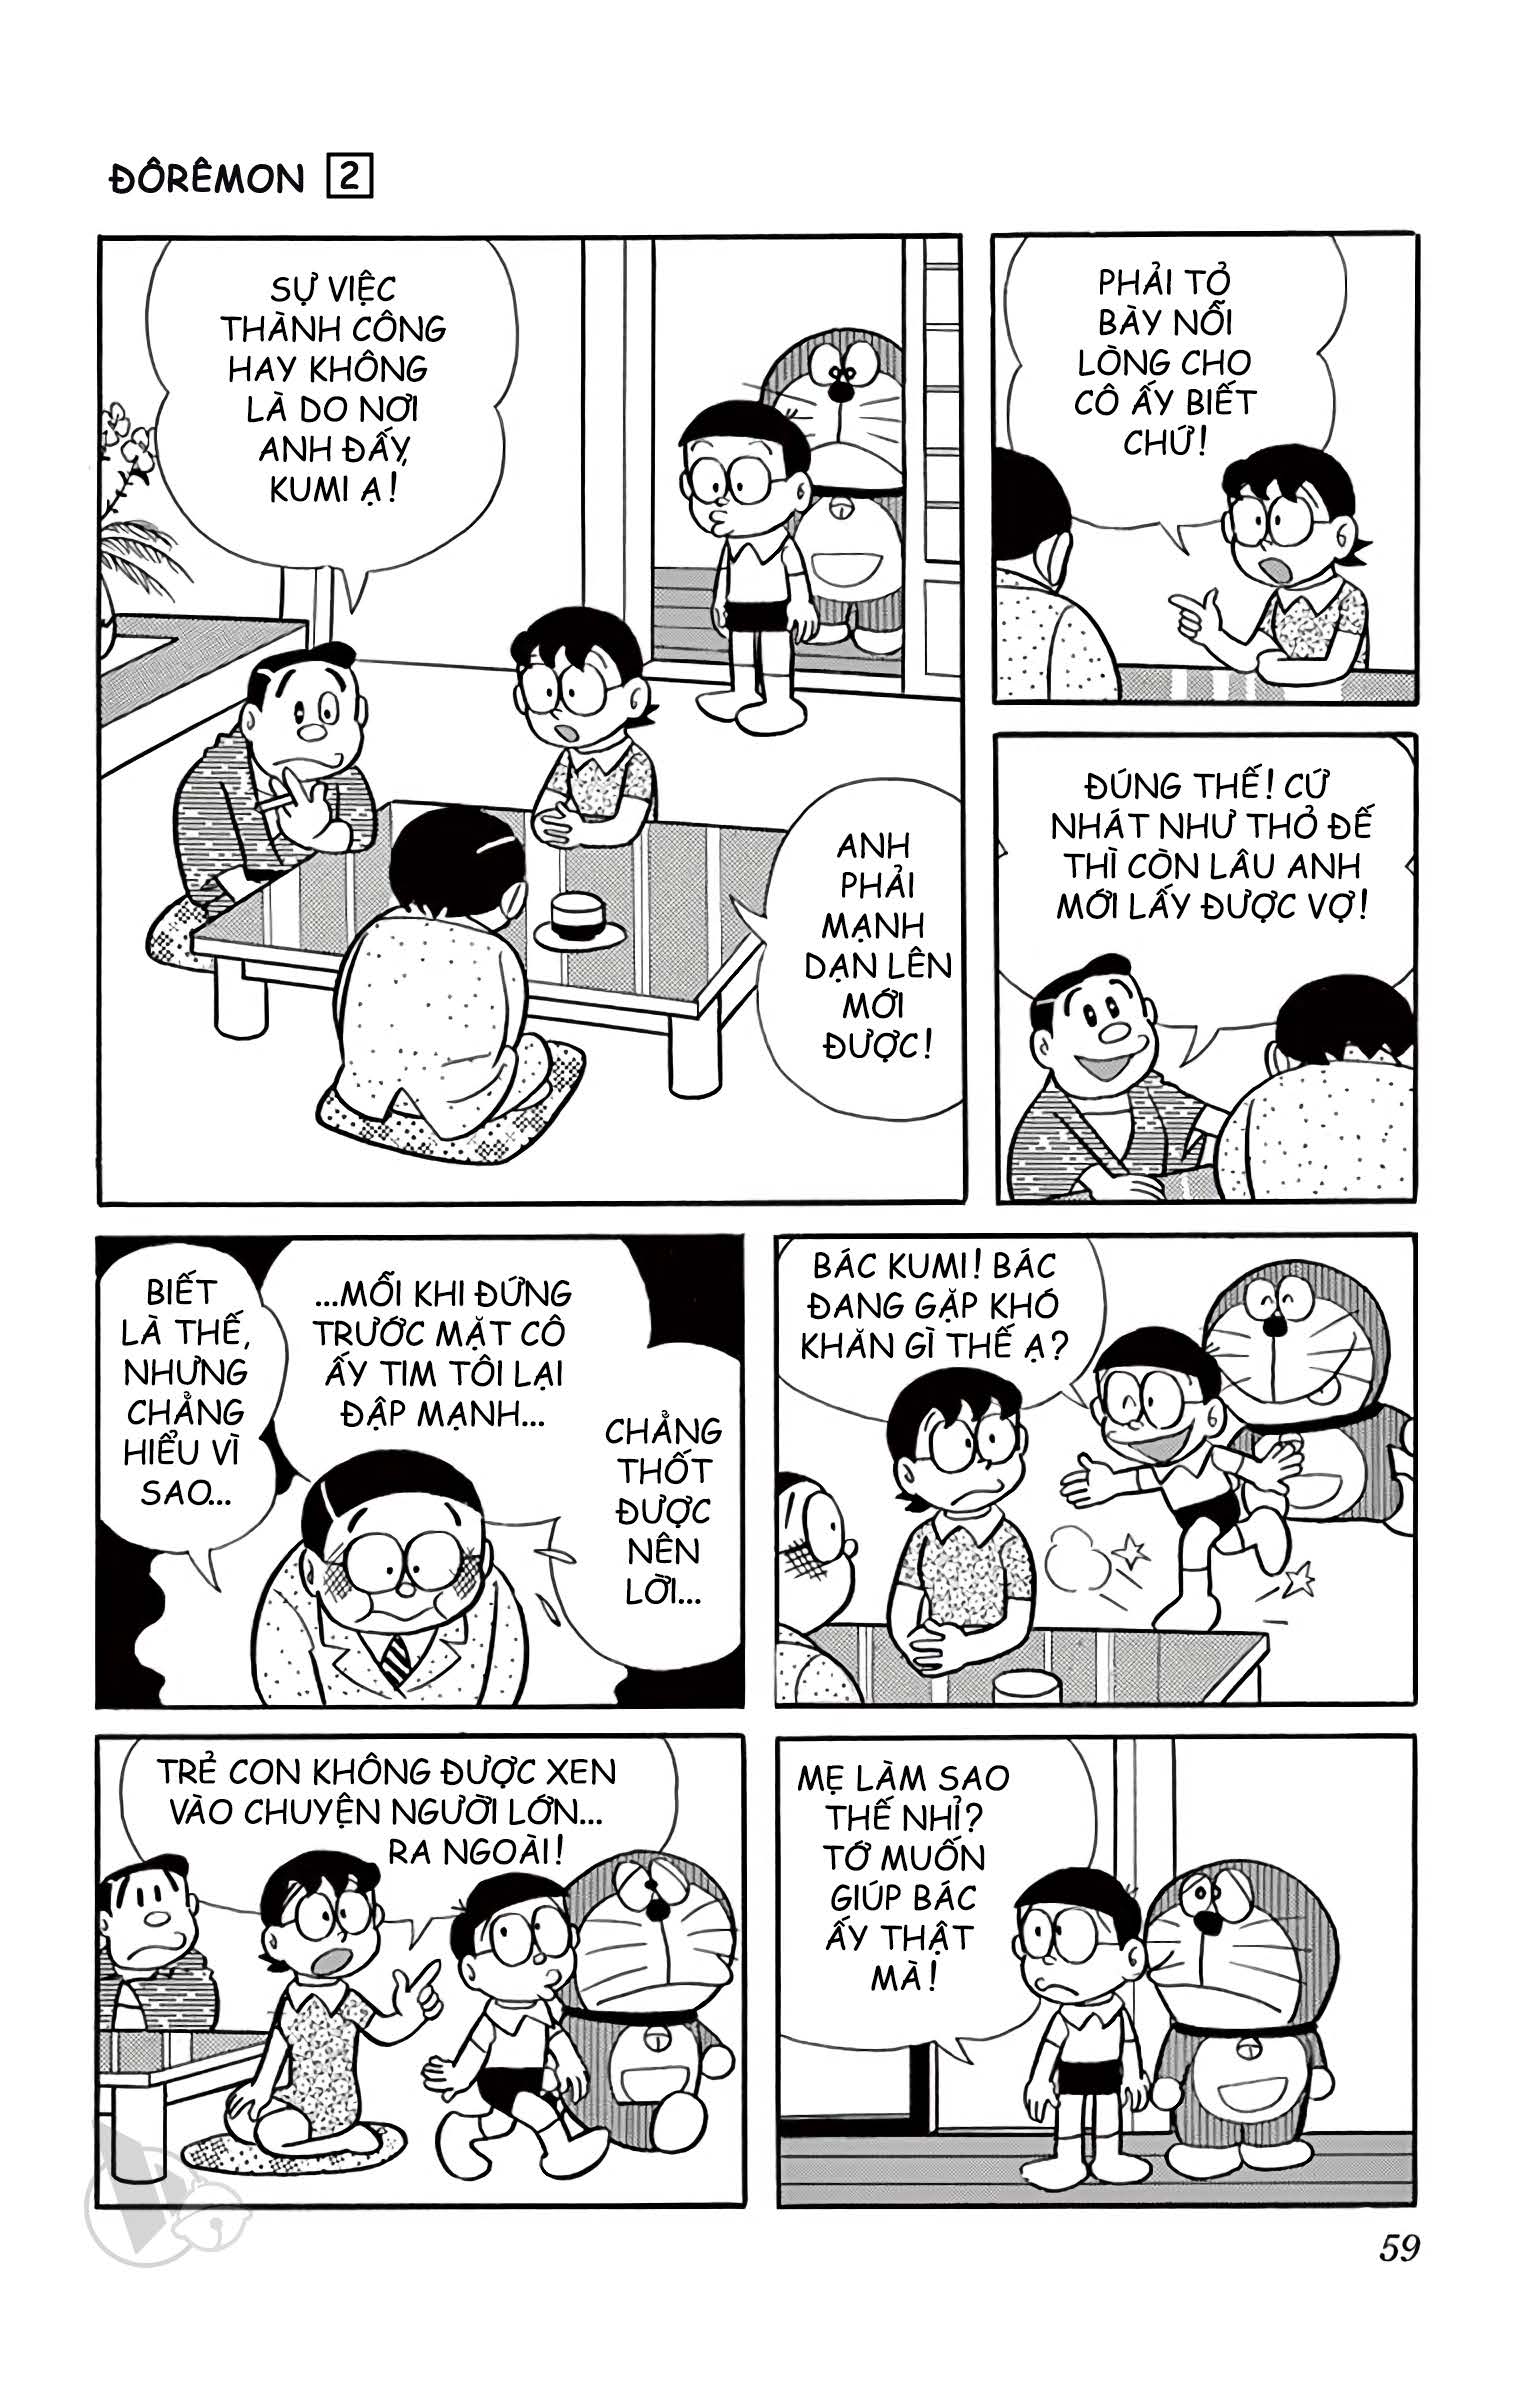 ĐÔRÊMON 2
SỰ VIỆC
THÀNH CÔNG
HAY KHÔNG
LÀ DO NƠI
ANH ĐẤY,
KUMI Ạ!
ANH
PHẢI
MẠNH
DẠN LÊN
MỚI
ĐƯỢC!
PHẢI TỎ
BÀY NỖI
LÒNG CHO
CÔ ẤY BIẾT
CHỨ!
ĐÚNG THẾ! CỨ
NHÁT NHƯ THỎ ĐẾ
THÌ CÒN LÂU ANH
MỚI LẤY ĐƯỢC VỢ!
BIẾT
LÀ THẾ,
NHƯNG
CHẲNG
HIỂU VÌ
SAO...
...MỖI KHI ĐỨNG
TRƯỚC MẶT CÔ
ẤY TIM TÔI LẠI
ĐẬP MẠNH...
CHẲNG
THỐT
ĐƯỢC
NÊN
LỜI...
BÁC KUMI! BÁC
ĐANG GẶP KHÓ
KHĂN GÌ THẾ Ạ?
TRẺ CON KHÔNG ĐƯỢC XEN
VÀO CHUYỆN NGƯỜI LỚN...
RA NGOÀI!
MẸ LÀM SAO
THẾ NHỈ?
TỚ MUỐN
GIÚP BÁC
ẤY THẬT
MÀ!
59